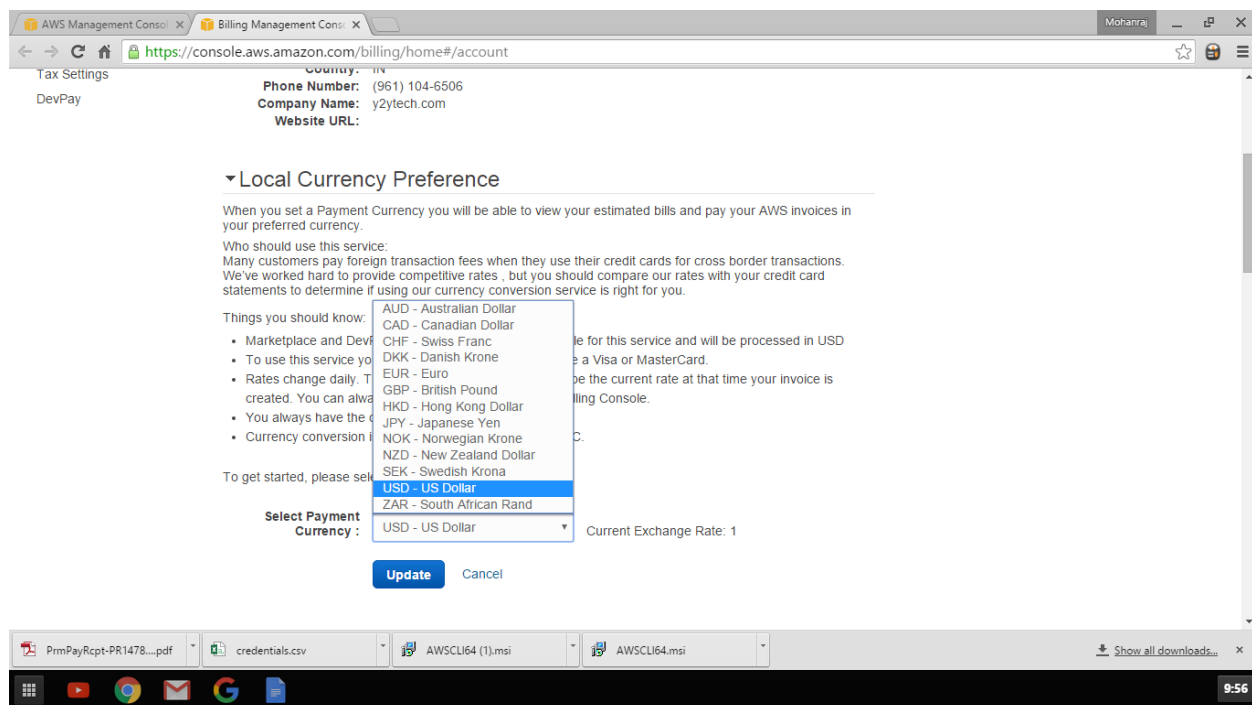 AWS Management Consol
Billing Management Conso
Mohanraj
https://console.aws.amazon.com/billing/home#/account
Tax Settings
DevPay
Country: IN
Phone Number: (961) 104-6506
Company Name: y2ytech.com
Website URL:
Local Currency Preference
When you set a Payment Currency you will be able to view your estimated bills and pay your AWS invoices in
your preferred currency.
Who should use this service:
Many customers pay foreign transaction fees when they use their credit cards for cross border transactions.
We've worked hard to provide competitive rates , but you should compare our rates with your credit card
statements to determine if using our currency conversion service is right for you.
Things you should know:
• Marketplace and Dev le for this service and will be processed in USD
• To use this service yo e a Visa or MasterCard.
• Rates change daily. T be the current rate at that time your invoice is
created. You can alwa lling Console.
• You always have the
• Currency conversion i C.
To get started, please sele
AUD - Australian Dollar
CAD - Canadian Dollar
CHF - Swiss Franc
DKK - Danish Krone
EUR - Euro
GBP - British Pound
HKD - Hong Kong Dollar
JPY - Japanese Yen
NOK - Norwegian Krone
NZD - New Zealand Dollar
SEK - Swedish Krona
USD - US Dollar
ZAR - South African Rand
Select Payment
Currency :
USD - US Dollar
Current Exchange Rate: 1
Update Cancel
PrmPayRcpt-PR1478....pdf
credentials.csv
AWSCLI64 (1).msi
AWSCLI64.msi
Show all downloads...
9:56